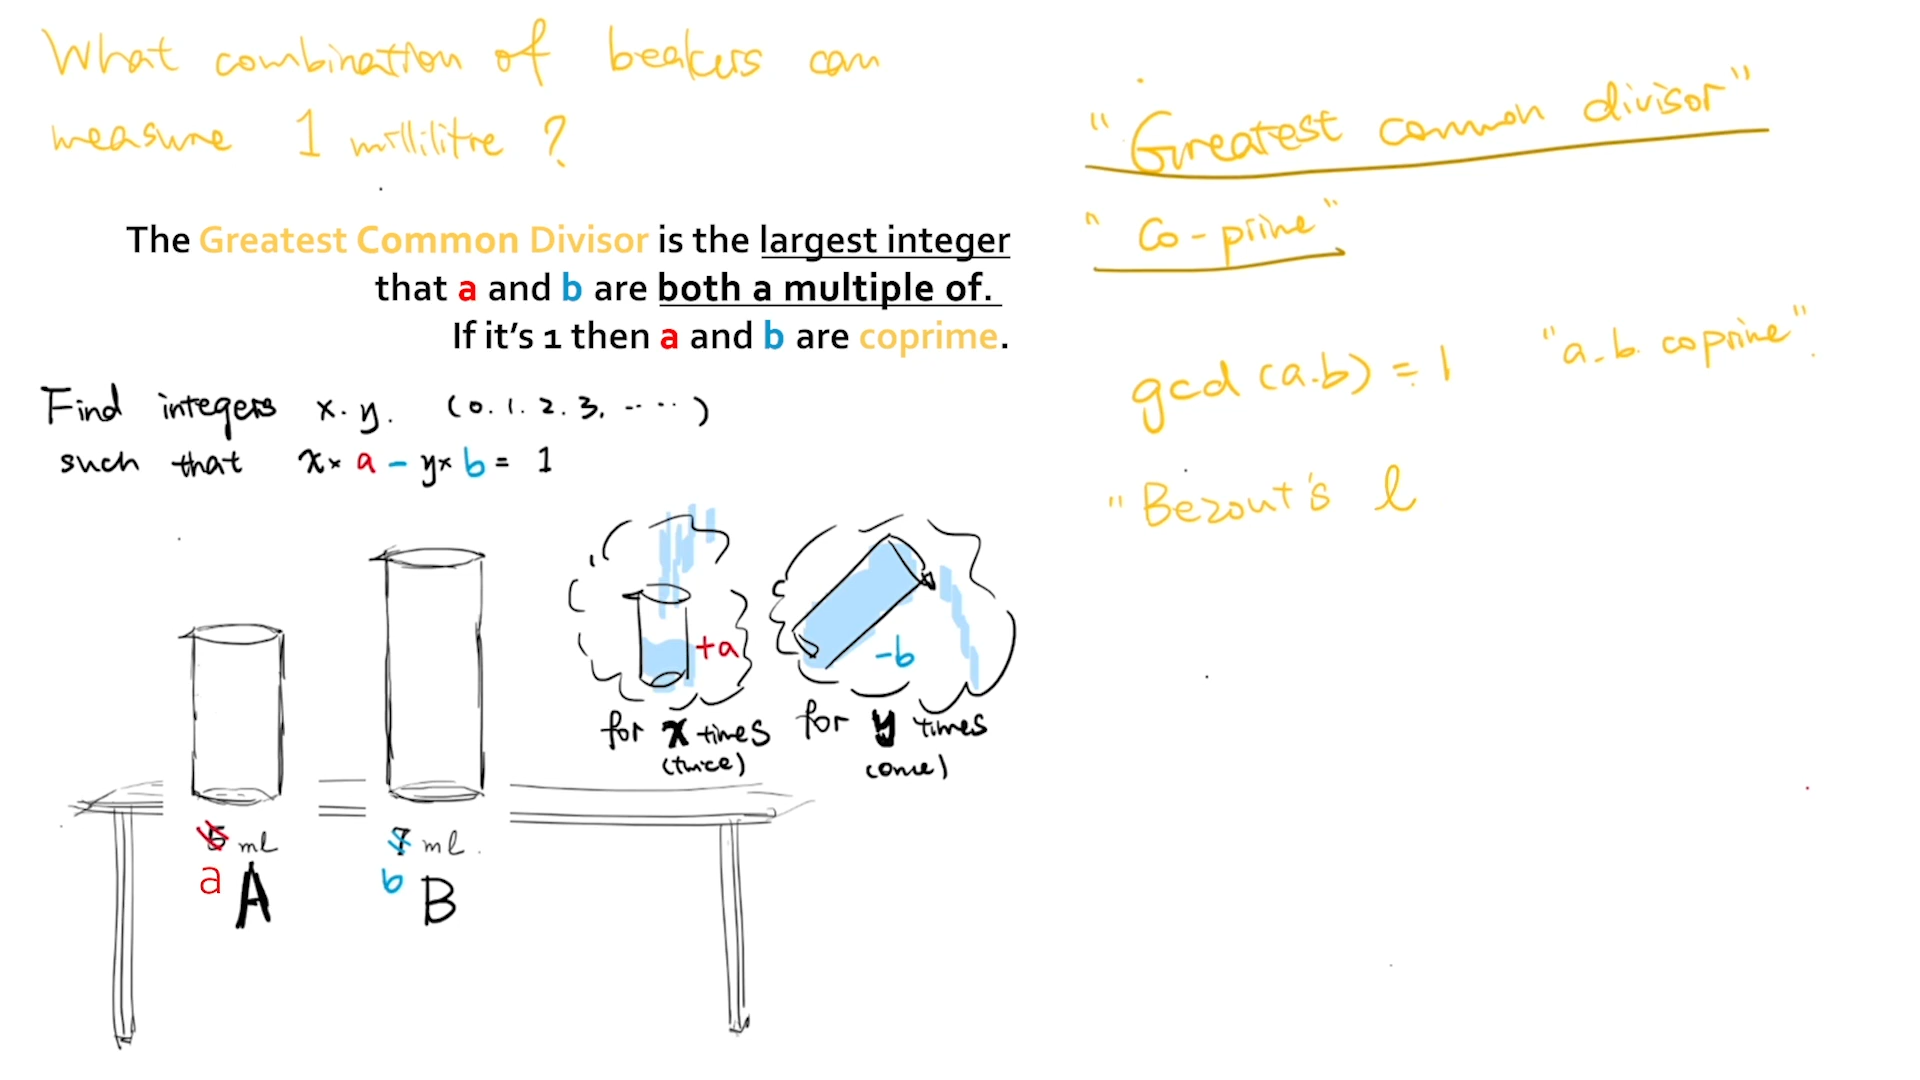 What combination of beakers can
measure 1 millilitre ?
The Greatest Common Divisor is the largest integer
that a and b are both a multiple of.
If it's 1 then a and b are coprime.
Find integers x. y. (0. 1. 2. 3, ......)
such that x× a - y× b = 1
+a
-b
for x times
(twice)
for y times
(once)
ml
a A
ml.
b B
"Greatest common divisor"
"Co-prime"
gcd (a.b) = 1 "a.b. coprime".
"Bezout's l